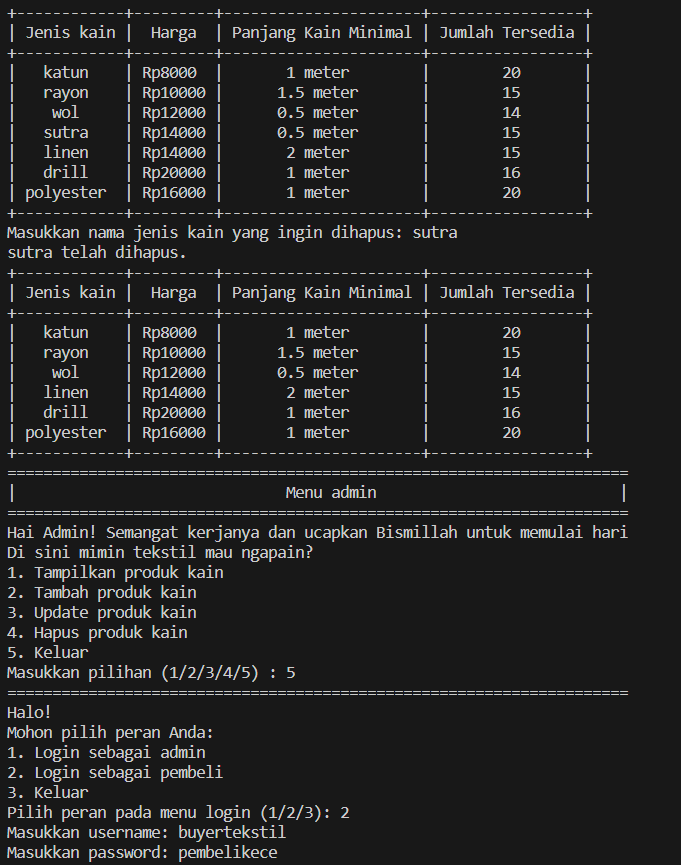 +------------+---------+----------------------+-----------------+
| Jenis kain |  Harga  | Panjang Kain Minimal | Jumlah Tersedia |
+------------+---------+----------------------+-----------------+
|   katun    | Rp8000  |       1 meter        |        20       |
|   rayon    | Rp10000 |      1.5 meter       |        15       |
|    wol     | Rp12000 |      0.5 meter       |        14       |
|   sutra    | Rp14000 |      0.5 meter       |        15       |
|   linen    | Rp14000 |       2 meter        |        15       |
|   drill    | Rp20000 |       1 meter        |        16       |
| polyester  | Rp16000 |       1 meter        |        20       |
+------------+---------+----------------------+-----------------+
Masukkan nama jenis kain yang ingin dihapus: sutra
sutra telah dihapus.
+------------+---------+----------------------+-----------------+
| Jenis kain |  Harga  | Panjang Kain Minimal | Jumlah Tersedia |
+------------+---------+----------------------+-----------------+
|   katun    | Rp8000  |       1 meter        |        20       |
|   rayon    | Rp10000 |      1.5 meter       |        15       |
|    wol     | Rp12000 |      0.5 meter       |        14       |
|   linen    | Rp14000 |       2 meter        |        15       |
|   drill    | Rp20000 |       1 meter        |        16       |
| polyester  | Rp16000 |       1 meter        |        20       |
+------------+---------+----------------------+-----------------+
=====================================================================
|                              Menu admin                           |
=====================================================================
Hai Admin! Semangat kerjanya dan ucapkan Bismillah untuk memulai hari
Di sini mimin tekstil mau ngapain?
1. Tampilkan produk kain
2. Tambah produk kain
3. Update produk kain
4. Hapus produk kain
5. Keluar
Masukkan pilihan (1/2/3/4/5) : 5
=====================================================================
Halo!
Mohon pilih peran Anda:
1. Login sebagai admin
2. Login sebagai pembeli
3. Keluar
Pilih peran pada menu login (1/2/3): 2
Masukkan username: buyertekstil
Masukkan password: pembelikece